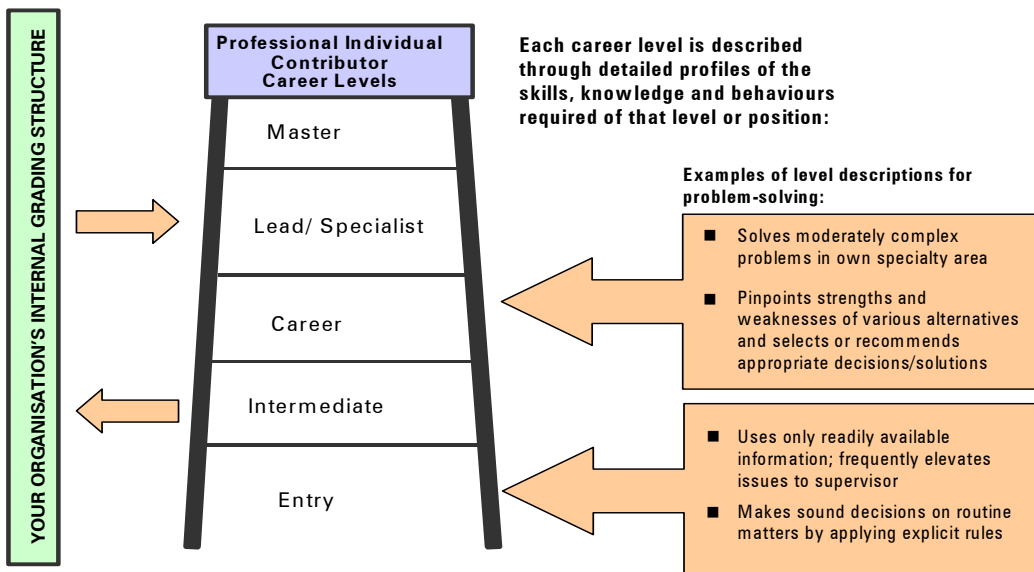 YOUR ORGANISATION'S INTERNAL GRADING STRUCTURE
Professional Individual
Contributor
Career Levels
Master
Lead/ Specialist
Career
Intermediate
Entry
Each career level is described
through detailed profiles of the
skills, knowledge and behaviours
required of that level or position:
Examples of level descriptions for
problem-solving:
■ Solves moderately complex
problems in own specialty area
■ Pinpoints strengths and
weaknesses of various alternatives
and selects or recommends
appropriate decisions/solutions
■ Uses only readily available
information; frequently elevates
issues to supervisor
■ Makes sound decisions on routine
matters by applying explicit rules